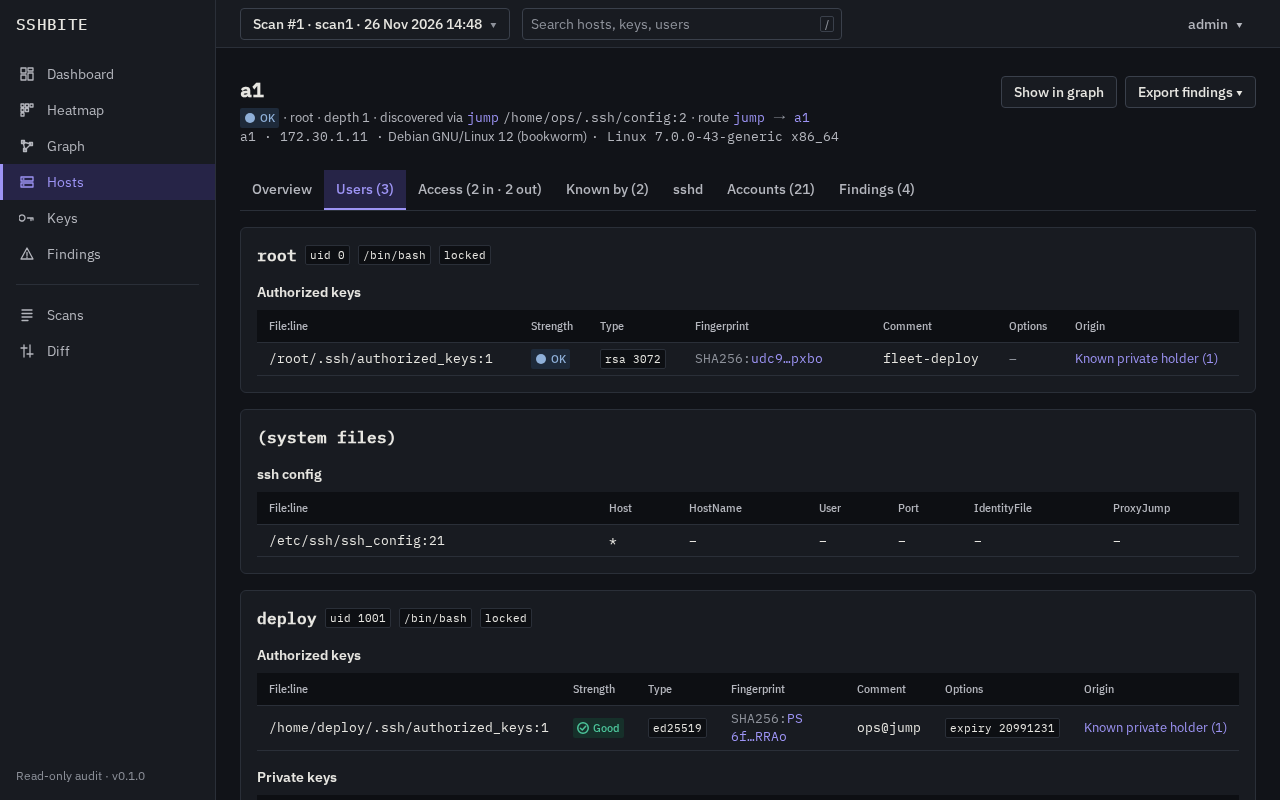 SSHBITE
Scan #1 · scan1 · 26 Nov 2026 14:48 ▾
Search hosts, keys, users
/
admin ▾
Dashboard
Heatmap
Graph
Hosts
Keys
Findings
Scans
Diff
Read-only audit · v0.1.0
a1
Show in graph
Export findings ▾
OK · root · depth 1 · discovered via jump /home/ops/.ssh/config:2 · route jump → a1
a1 · 172.30.1.11 · Debian GNU/Linux 12 (bookworm) · Linux 7.0.0-43-generic x86_64
Overview Users (3) Access (2 in · 2 out) Known by (2) sshd Accounts (21) Findings (4)
root uid 0 /bin/bash locked
Authorized keys
File:line Strength Type Fingerprint Comment Options Origin
/root/.ssh/authorized_keys:1 OK rsa 3072 SHA256:udc9…pxbo fleet-deploy – Known private holder (1)
(system files)
ssh config
File:line Host HostName User Port IdentityFile ProxyJump
/etc/ssh/ssh_config:21 * – – – – –
deploy uid 1001 /bin/bash locked
Authorized keys
File:line Strength Type Fingerprint Comment Options Origin
/home/deploy/.ssh/authorized_keys:1 Good ed25519 SHA256:PS6f…RRAo ops@jump expiry 20991231 Known private holder (1)
Private keys